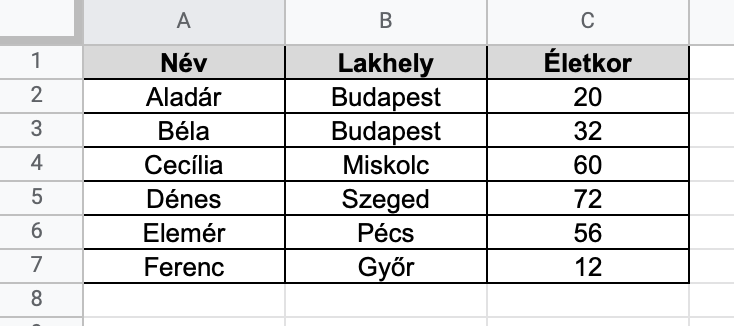 A B C
1 Név Lakhely Életkor
2 Aladár Budapest 20
3 Béla Budapest 32
4 Cecília Miskolc 60
5 Dénes Szeged 72
6 Elemér Pécs 56
7 Ferenc Győr 12
8